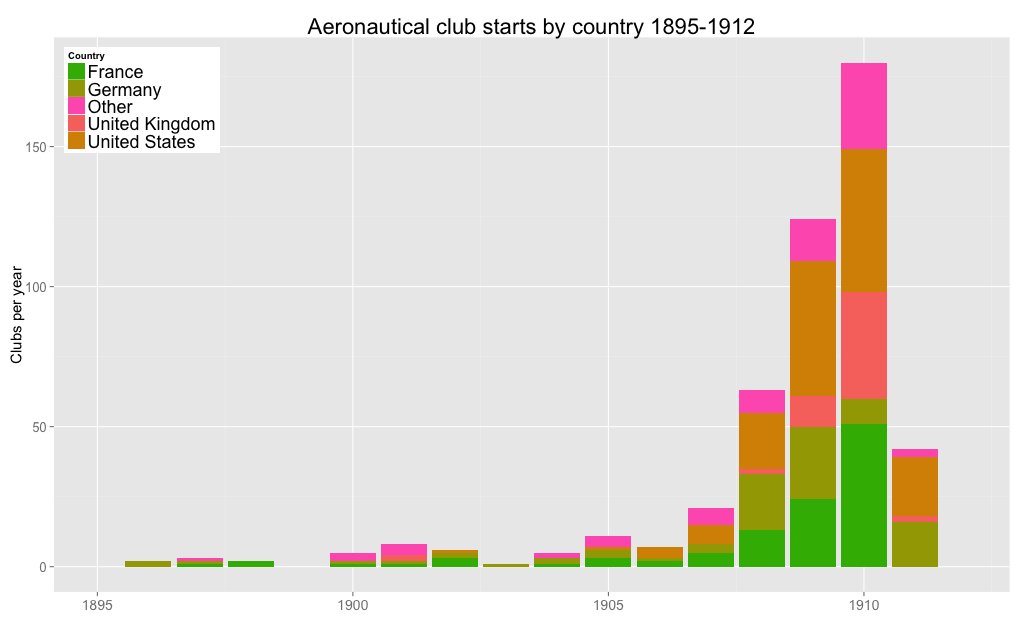 Aeronautical club starts by country 1895-1912
Country
France
Germany
Other
United Kingdom
United States
Clubs per year
150
100
50
0
1895
1900
1905
1910